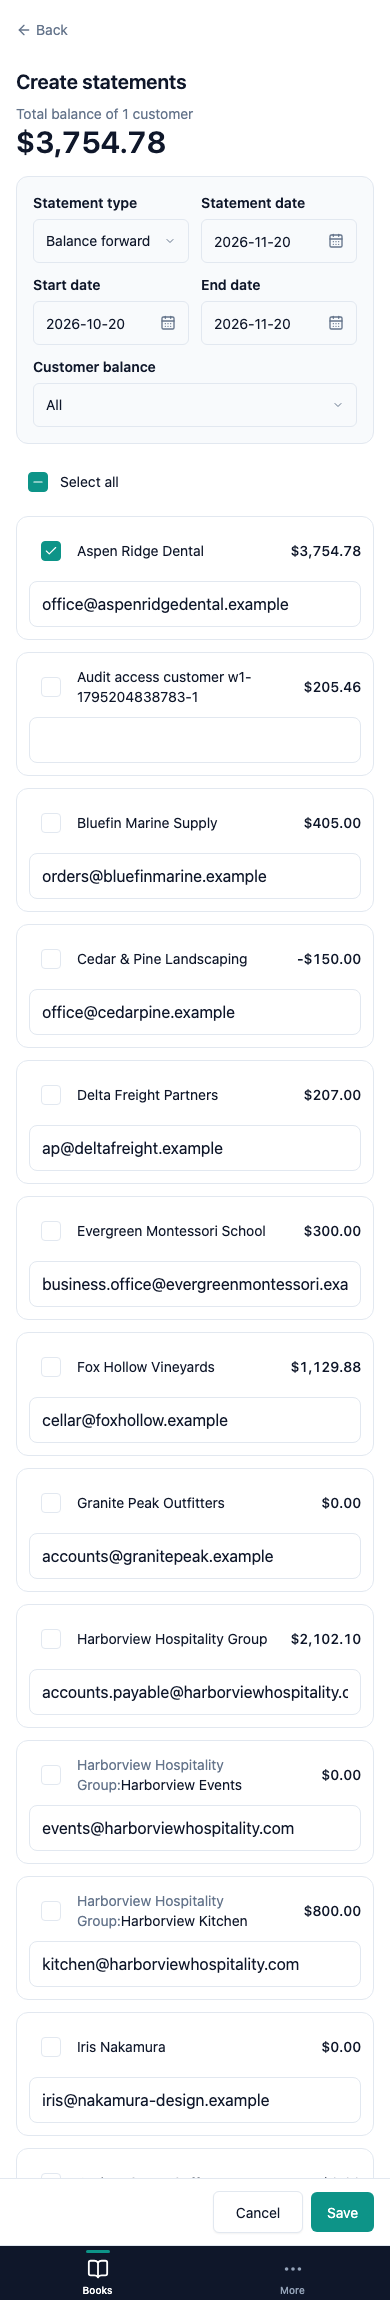 Back
Create statements
Total balance of 1 customer
$3,754.78
Statement type
Statement date
Balance forward
2026-11-20
Start date
End date
2026-10-20
2026-11-20
Customer balance
All
Select all
Aspen Ridge Dental
$3,754.78
office@aspenridgedental.example
Audit access customer w1-
1795204838783-1
$205.46
Bluefin Marine Supply
$405.00
orders@bluefinmarine.example
Cedar & Pine Landscaping
-$150.00
office@cedarpine.example
Delta Freight Partners
$207.00
ap@deltafreight.example
Evergreen Montessori School
$300.00
business.office@evergreenmontessori.exa
Fox Hollow Vineyards
$1,129.88
cellar@foxhollow.example
Granite Peak Outfitters
$0.00
accounts@granitepeak.example
Harborview Hospitality Group
$2,102.10
accounts.payable@harborviewhospitality.c
Harborview Hospitality
Group:Harborview Events
$0.00
events@harborviewhospitality.com
Harborview Hospitality
Group:Harborview Kitchen
$800.00
kitchen@harborviewhospitality.com
Iris Nakamura
$0.00
iris@nakamura-design.example
Cancel
Save
Books
More